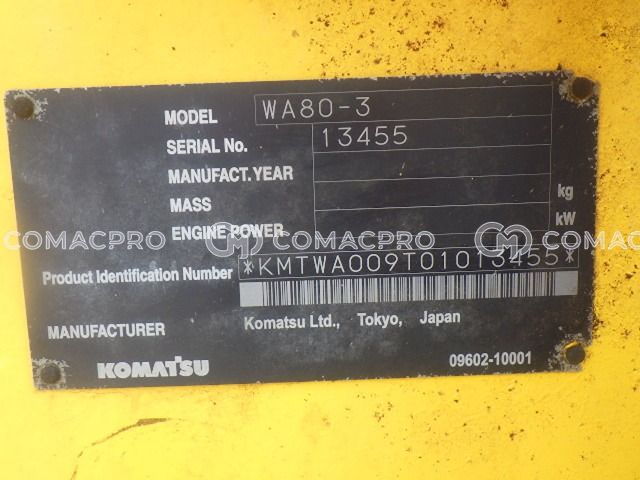 MODEL WA80-3
SERIAL No. 13455
MANUFACT.YEAR
MASS kg
ENGINE POWER kW
COMACPRO COMACPRO COMACPRO
Product Identification Number *KMTWA009T01013455*
MANUFACTURER Komatsu Ltd., Tokyo, Japan
KOMATSU 09602-10001